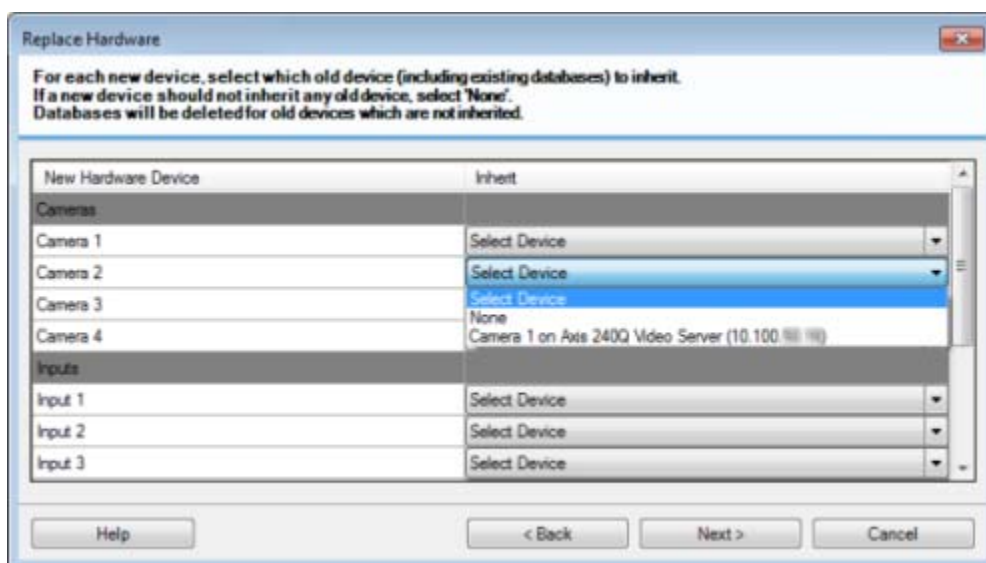 Replace Hardware
For each new device, select which old device (including existing databases) to inherit.
If a new device should not inherit any old device, select 'None'.
Databases will be deleted for old devices which are not inherited.
New Hardware Device Inherit
Cameras
Camera 1 Select Device
Camera 2 Select Device
Select Device
Camera 3 None
Camera 4 Camera 1 on Axis 240Q Video Server (10.100.
Inputs
Input 1 Select Device
Input 2 Select Device
Input 3 Select Device
Help < Back Next > Cancel